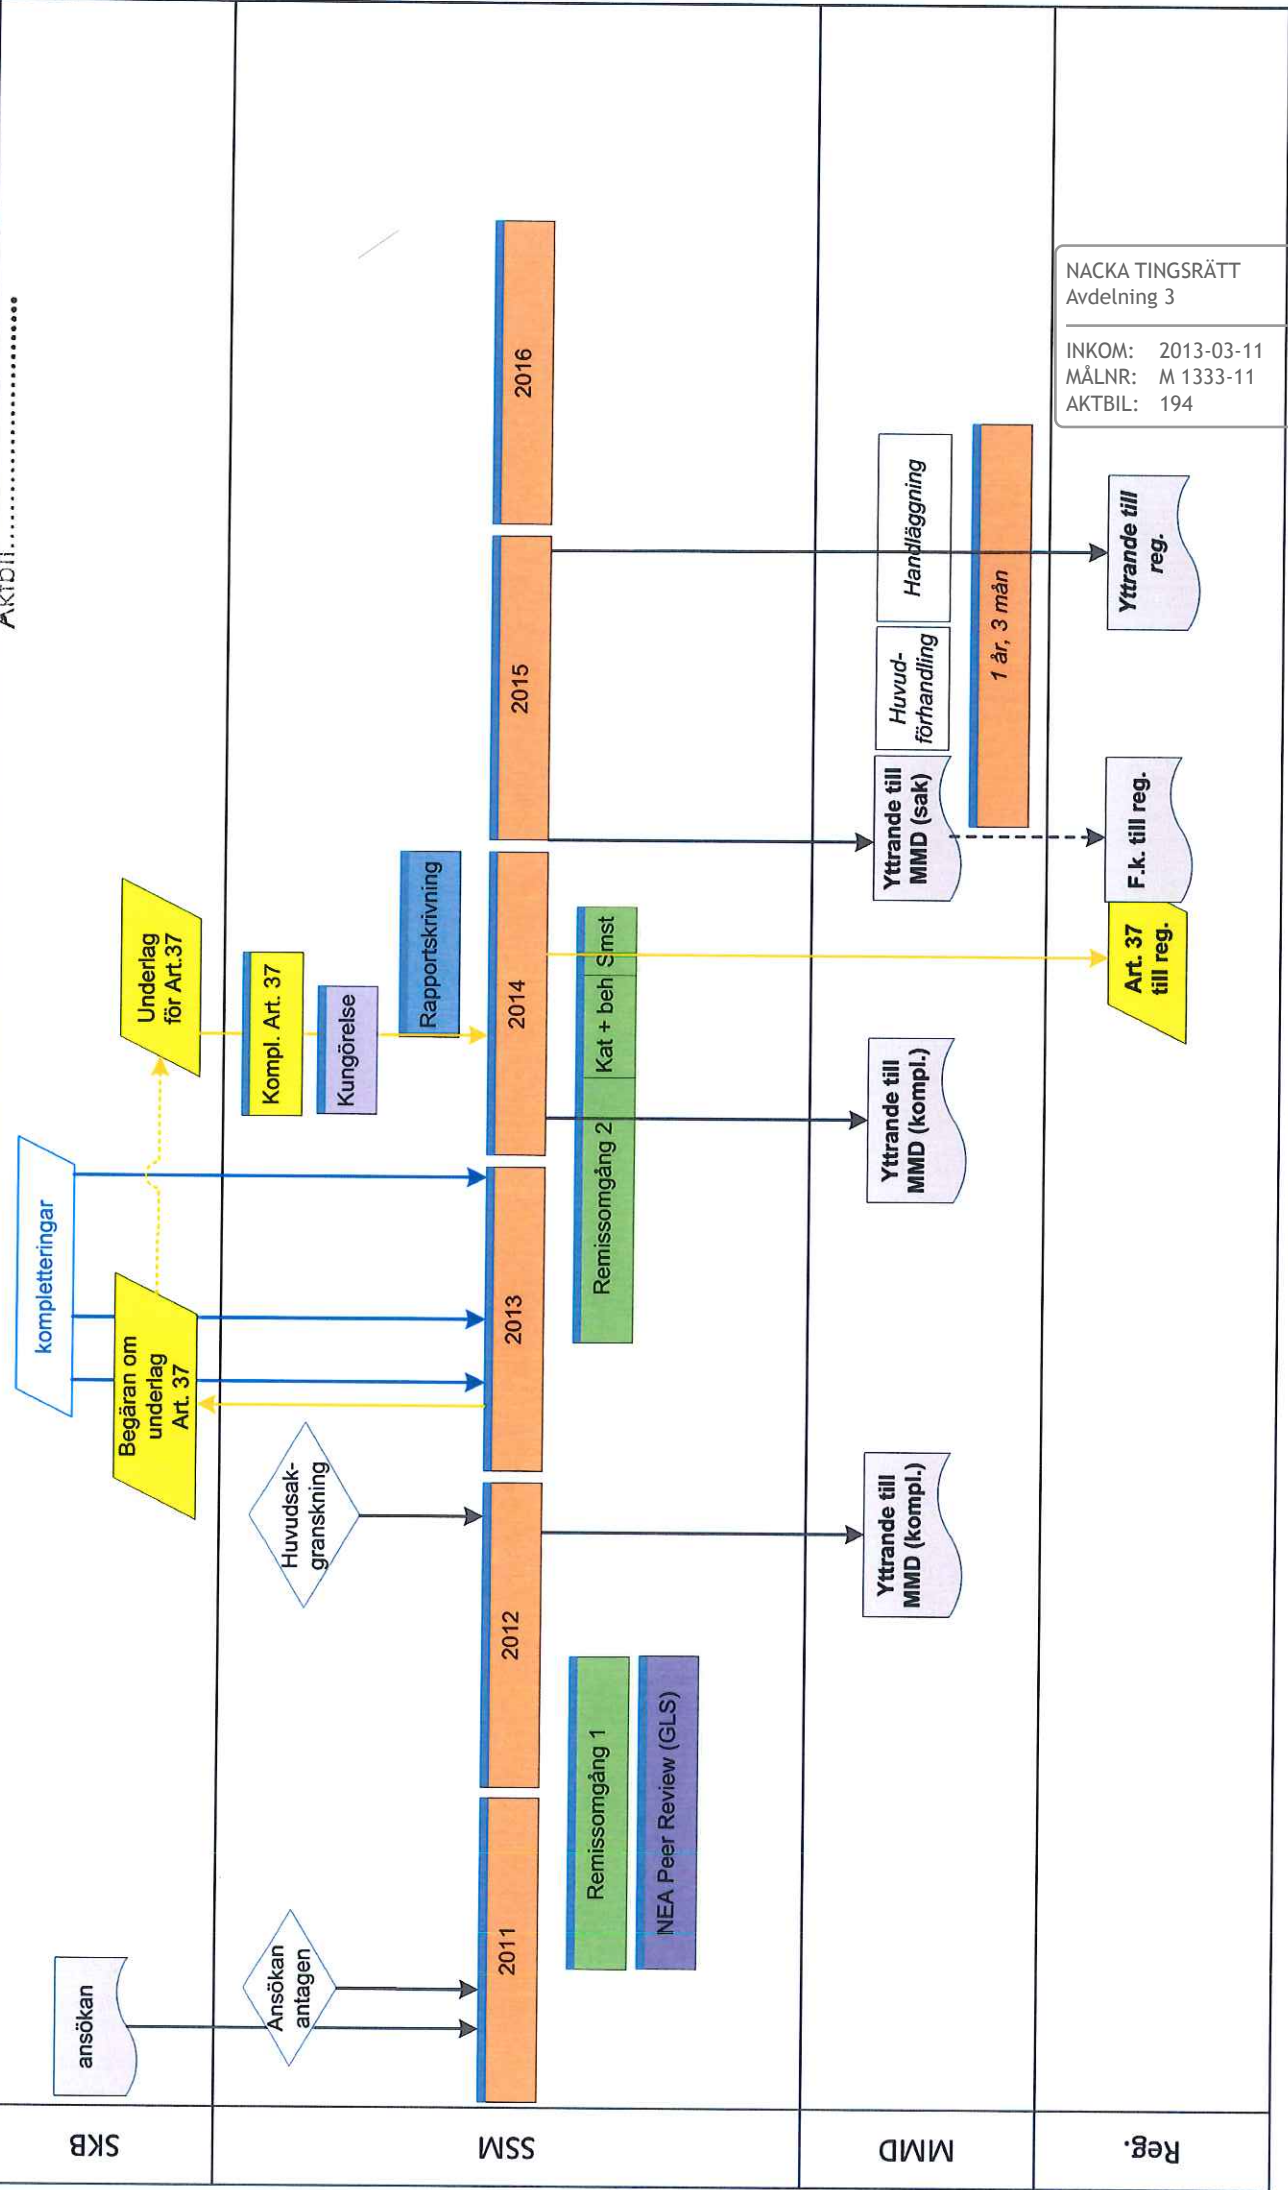 Aktbil
SKB
ansökan
kompletteringar
Begäran om
underlag
Art. 37
Underlag
för Art.37
SSM
Ansökan
antagen
Huvudsak-
granskning
Kompl. Art. 37
Kungörelse
Rapportskrivning
2011
2012
2013
2014
2015
2016
Remissomgång 1
NEA Peer Review (GLS)
Remissomgång 2
Kat + beh
Smst
MMD
Yttrande till
MMD (kompl.)
Yttrande till
MMD (kompl.)
Yttrande till
MMD (sak)
Huvud-
förhandling
Handläggning
1 år, 3 mån
Reg.
Art. 37
till reg.
F.k. till reg.
Yttrande till
reg.
NACKA TINGSRÄTT
Avdelning 3
INKOM: 2013-03-11
MÅLNR: M 1333-11
AKTBIL: 194